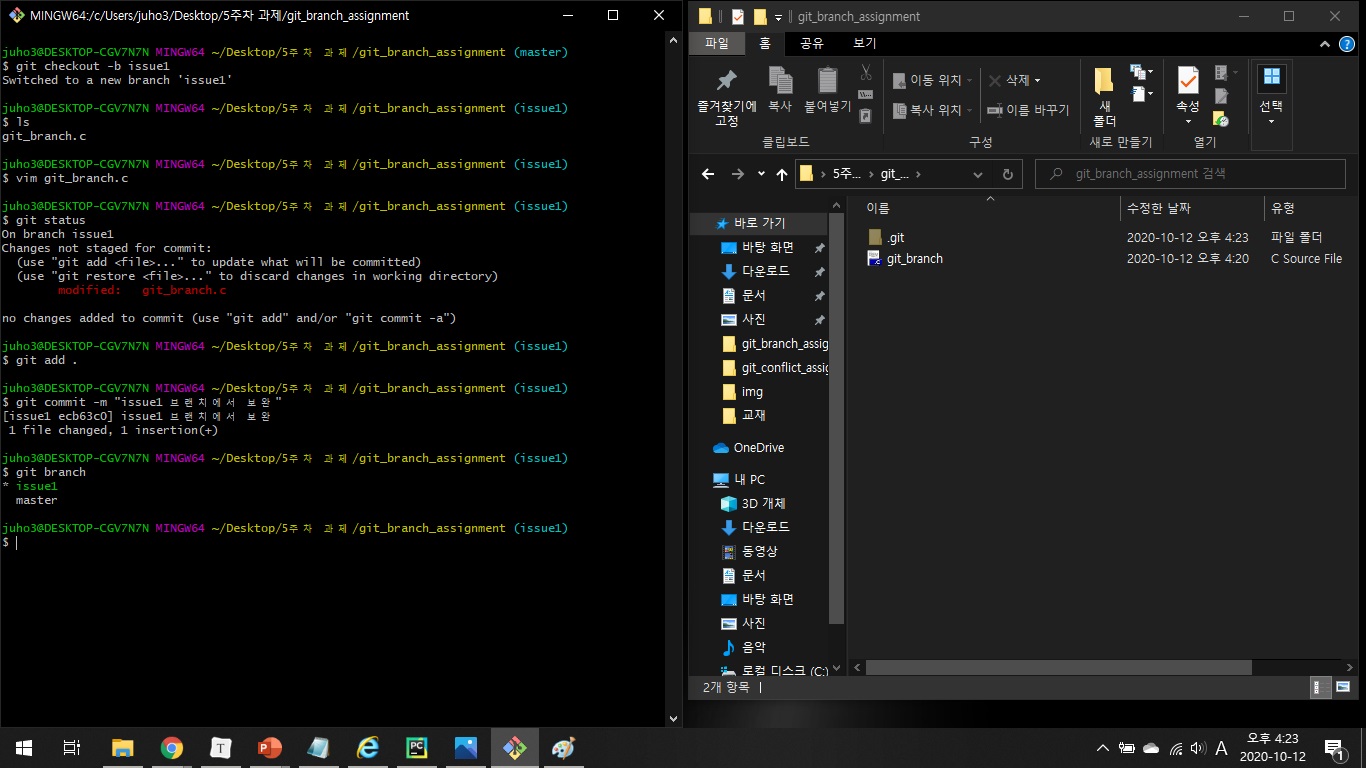 MINGW64:/c/Users/juho3/Desktop/5주차 과제/git_branch_assignment
juho3@DESKTOP-CGV7N7N MINGW64 ~/Desktop/5주차 과제/git_branch_assignment (master)
$ git checkout -b issue1
Switched to a new branch 'issue1'
juho3@DESKTOP-CGV7N7N MINGW64 ~/Desktop/5주차 과제/git_branch_assignment (issue1)
$ ls
git_branch.c
juho3@DESKTOP-CGV7N7N MINGW64 ~/Desktop/5주차 과제/git_branch_assignment (issue1)
$ vim git_branch.c
juho3@DESKTOP-CGV7N7N MINGW64 ~/Desktop/5주차 과제/git_branch_assignment (issue1)
$ git status
On branch issue1
Changes not staged for commit:
(use "git add <file>..." to update what will be committed)
(use "git restore <file>..." to discard changes in working directory)
modified:   git_branch.c
no changes added to commit (use "git add" and/or "git commit -a")
juho3@DESKTOP-CGV7N7N MINGW64 ~/Desktop/5주차 과제/git_branch_assignment (issue1)
$ git add .
juho3@DESKTOP-CGV7N7N MINGW64 ~/Desktop/5주차 과제/git_branch_assignment (issue1)
$ git commit -m "issue1 브랜치에서 보완"
[issue1 ecb63c0] issue1 브랜치에서 보완
1 file changed, 1 insertion(+)
juho3@DESKTOP-CGV7N7N MINGW64 ~/Desktop/5주차 과제/git_branch_assignment (issue1)
$ git branch
* issue1
master
juho3@DESKTOP-CGV7N7N MINGW64 ~/Desktop/5주차 과제/git_branch_assignment (issue1)
$
git_branch_assignment
파일 홈 공유 보기
즐겨찾기에 고정
복사
붙여넣기
클립보드
이동 위치
복사 위치
삭제
이름 바꾸기
구성
새 폴더
새로 만들기
속성
열기
선택
5주... git_...
git_branch_assignment 검색
이름 수정한 날짜 유형
.git 2020-10-12 오후 4:23 파일 폴더
git_branch 2020-10-12 오후 4:20 C Source File
바로 가기
바탕 화면
다운로드
문서
사진
git_branch_assig
git_conflict_assig
img
교재
OneDrive
내 PC
3D 개체
다운로드
동영상
문서
바탕 화면
사진
음악
로컬 디스크 (C:)
2개 항목
T
P
PC
A
오후 4:23
2020-10-12
1